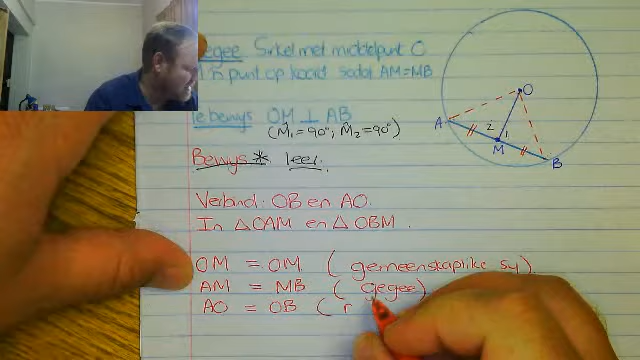 Sirkel met middelpunt O
punt op koord sodat AM=MB
te bewys OM ⊥ AB
(M̂₁=90°; M̂₂=90°)
Bewys * leer.
Verbind: OB en AO.
In △OAM en △OBM.
OM = OM (gemeenskaplike sy).
AM = MB (gegee)
AO = OB (r
O
A
2
1
M
B